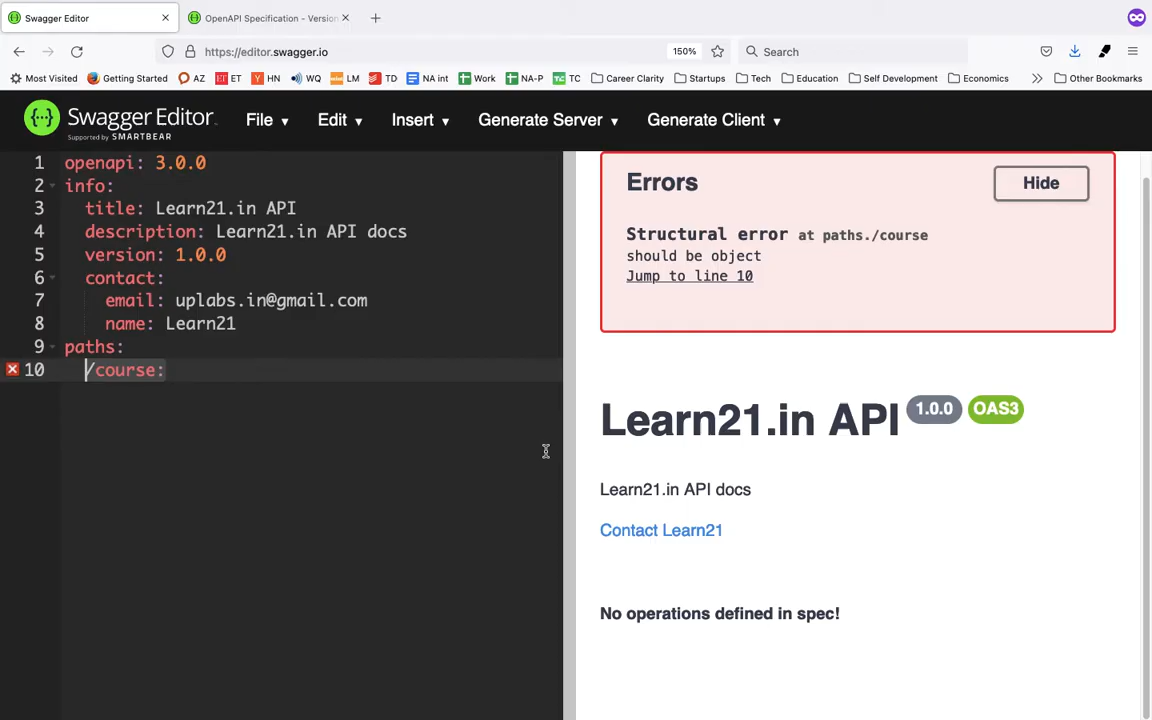 Swagger Editor
OpenAPI Specification - Version
https://editor.swagger.io
150%
Search
Most Visited
Getting Started
AZ
ET
HN
WQ
LM
TD
NA int
Work
NA-P
TC
Career Clarity
Startups
Tech
Education
Self Development
Economics
Other Bookmarks
Swagger Editor
Supported by SMARTBEAR
File
Edit
Insert
Generate Server
Generate Client
1 openapi: 3.0.0
2 info:
3 title: Learn21.in API
4 description: Learn21.in API docs
5 version: 1.0.0
6 contact:
7 email: uplabs.in@gmail.com
8 name: Learn21
9 paths:
10 /course:
Errors
Hide
Structural error at paths./course
should be object
Jump to line 10
Learn21.in API 1.0.0 OAS3
Learn21.in API docs
Contact Learn21
No operations defined in spec!